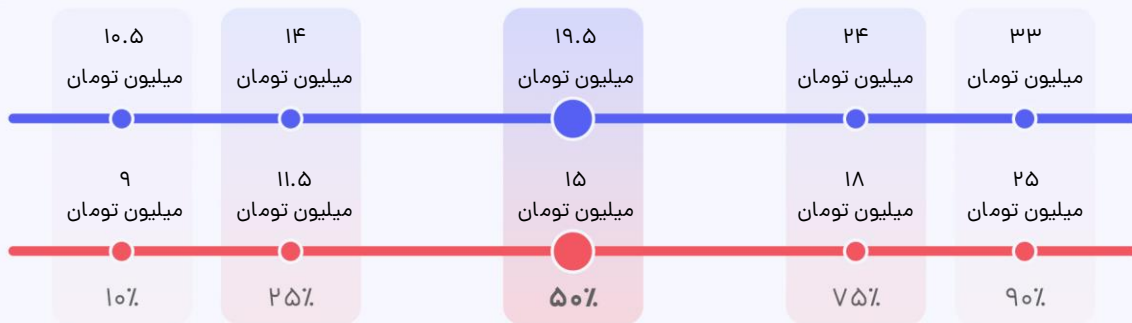 ۱۰.۵ ۱۴ ۱۹.۵ ۲۴ ۳۳
میلیون تومان میلیون تومان میلیون تومان میلیون تومان میلیون تومان
۹ ۱۱.۵ ۱۵ ۱۸ ۲۵
میلیون تومان میلیون تومان میلیون تومان میلیون تومان میلیون تومان
۱۰٪ ۲۵٪ ۵۰٪ ۷۵٪ ۹۰٪